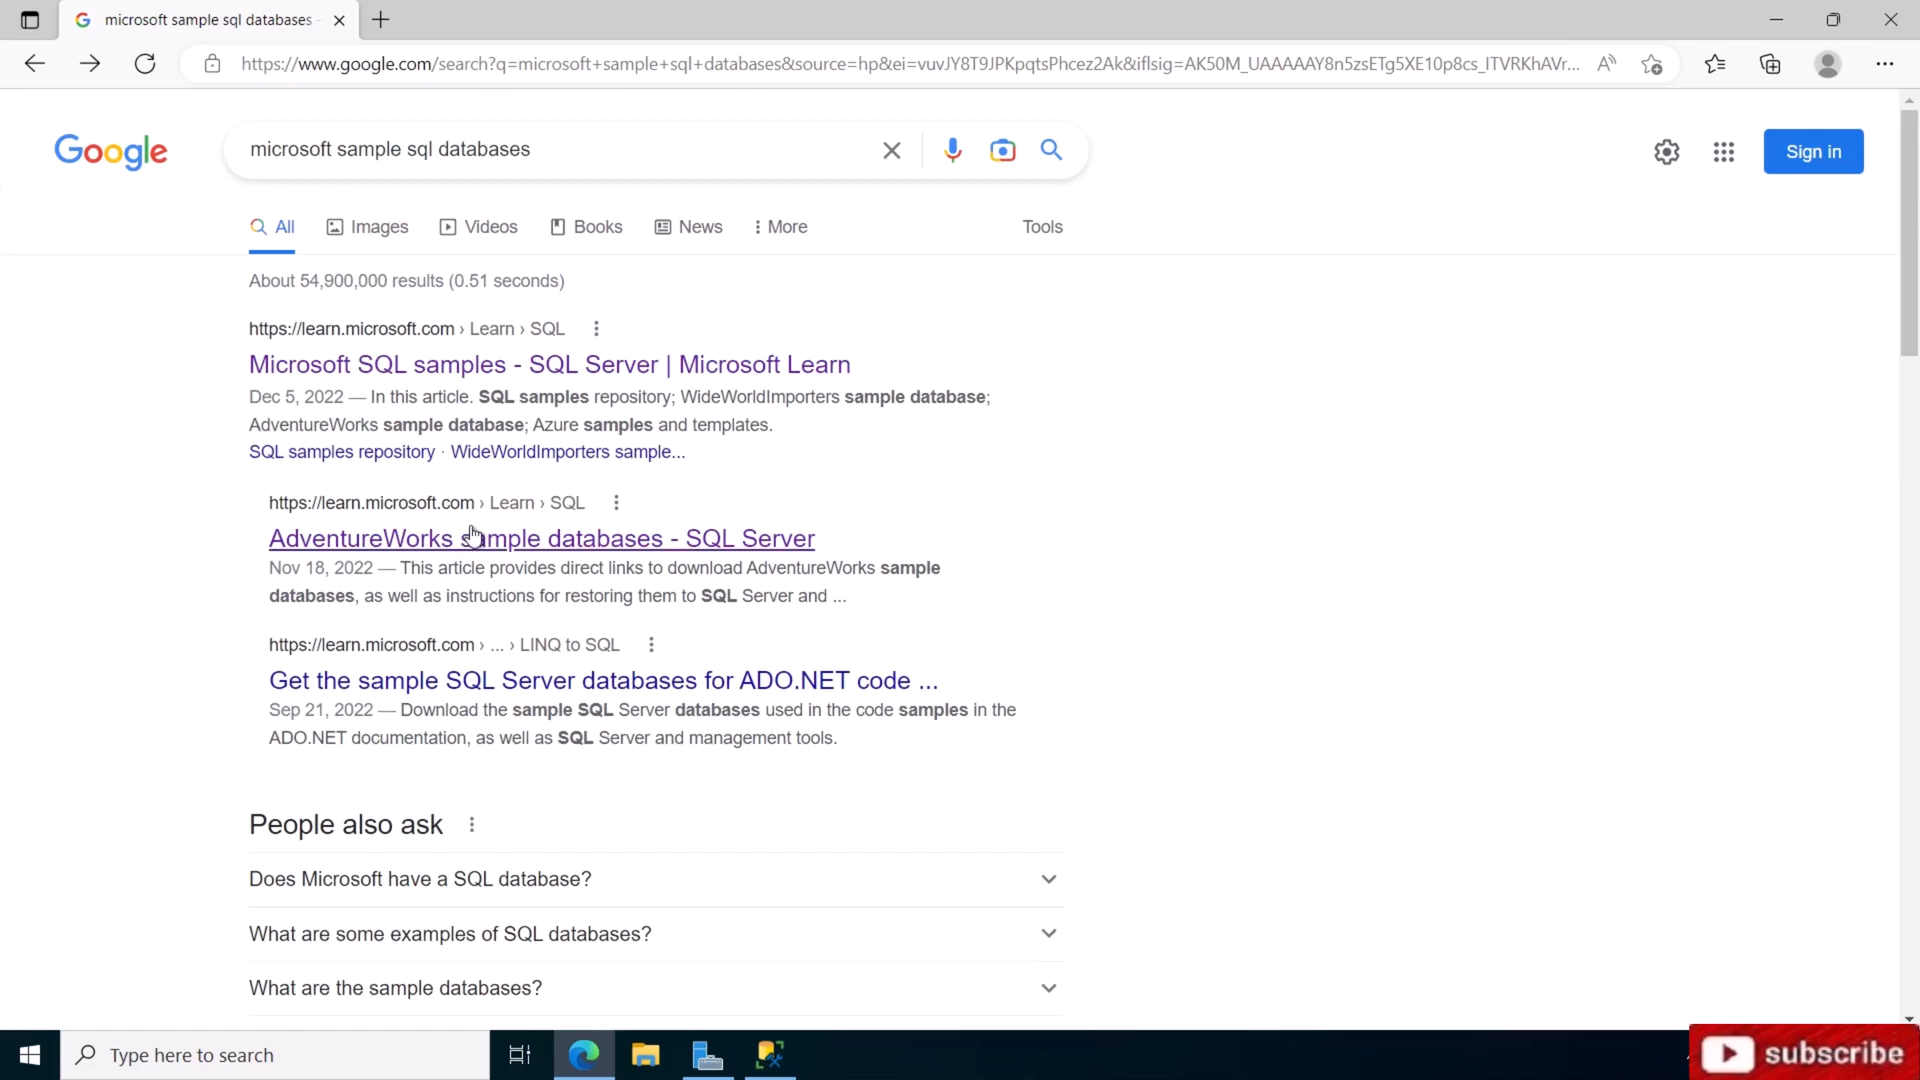 microsoft sample sql databases
https://www.google.com/search?q=microsoft+sample+sql+databases&source=hp&ei=vuvJY8T9JPKpqtsPhcez2Ak&iflsig=AK50M_UAAAAAY8n5zsETg5XE10p8cs_ITVRKhAVr...
Google
microsoft sample sql databases
Sign in
All
Images
Videos
Books
News
More
Tools
About 54,900,000 results (0.51 seconds)
https://learn.microsoft.com › Learn › SQL
Microsoft SQL samples - SQL Server | Microsoft Learn
Dec 5, 2022 — In this article. SQL samples repository; WideWorldImporters sample database;
AdventureWorks sample database; Azure samples and templates.
SQL samples repository · WideWorldImporters sample...
https://learn.microsoft.com › Learn › SQL
AdventureWorks sample databases - SQL Server
Nov 18, 2022 — This article provides direct links to download AdventureWorks sample
databases, as well as instructions for restoring them to SQL Server and ...
https://learn.microsoft.com › ... › LINQ to SQL
Get the sample SQL Server databases for ADO.NET code ...
Sep 21, 2022 — Download the sample SQL Server databases used in the code samples in the
ADO.NET documentation, as well as SQL Server and management tools.
People also ask
Does Microsoft have a SQL database?
What are some examples of SQL databases?
What are the sample databases?
Type here to search
subscribe